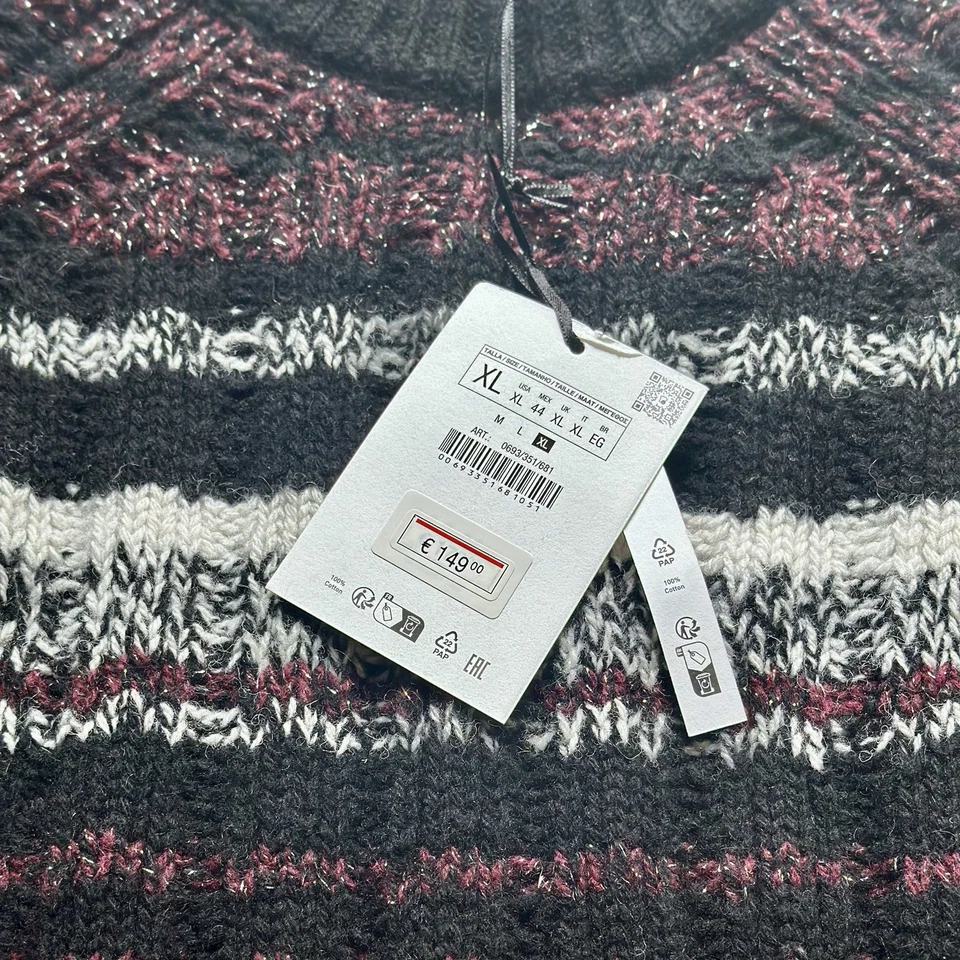 TALLA / SIZE / TAMANHO / TAILLE / MAAT / ΜΕΓΕΘΟΣ
XL
USA MEX UK IT BR
XL 44 XL XL EG
M L XL
ART.: 0693/351/681
00693351681051
€ 149 00
100%
Cotton
22
PAP
EAC
22
PAP
100%
Cotton